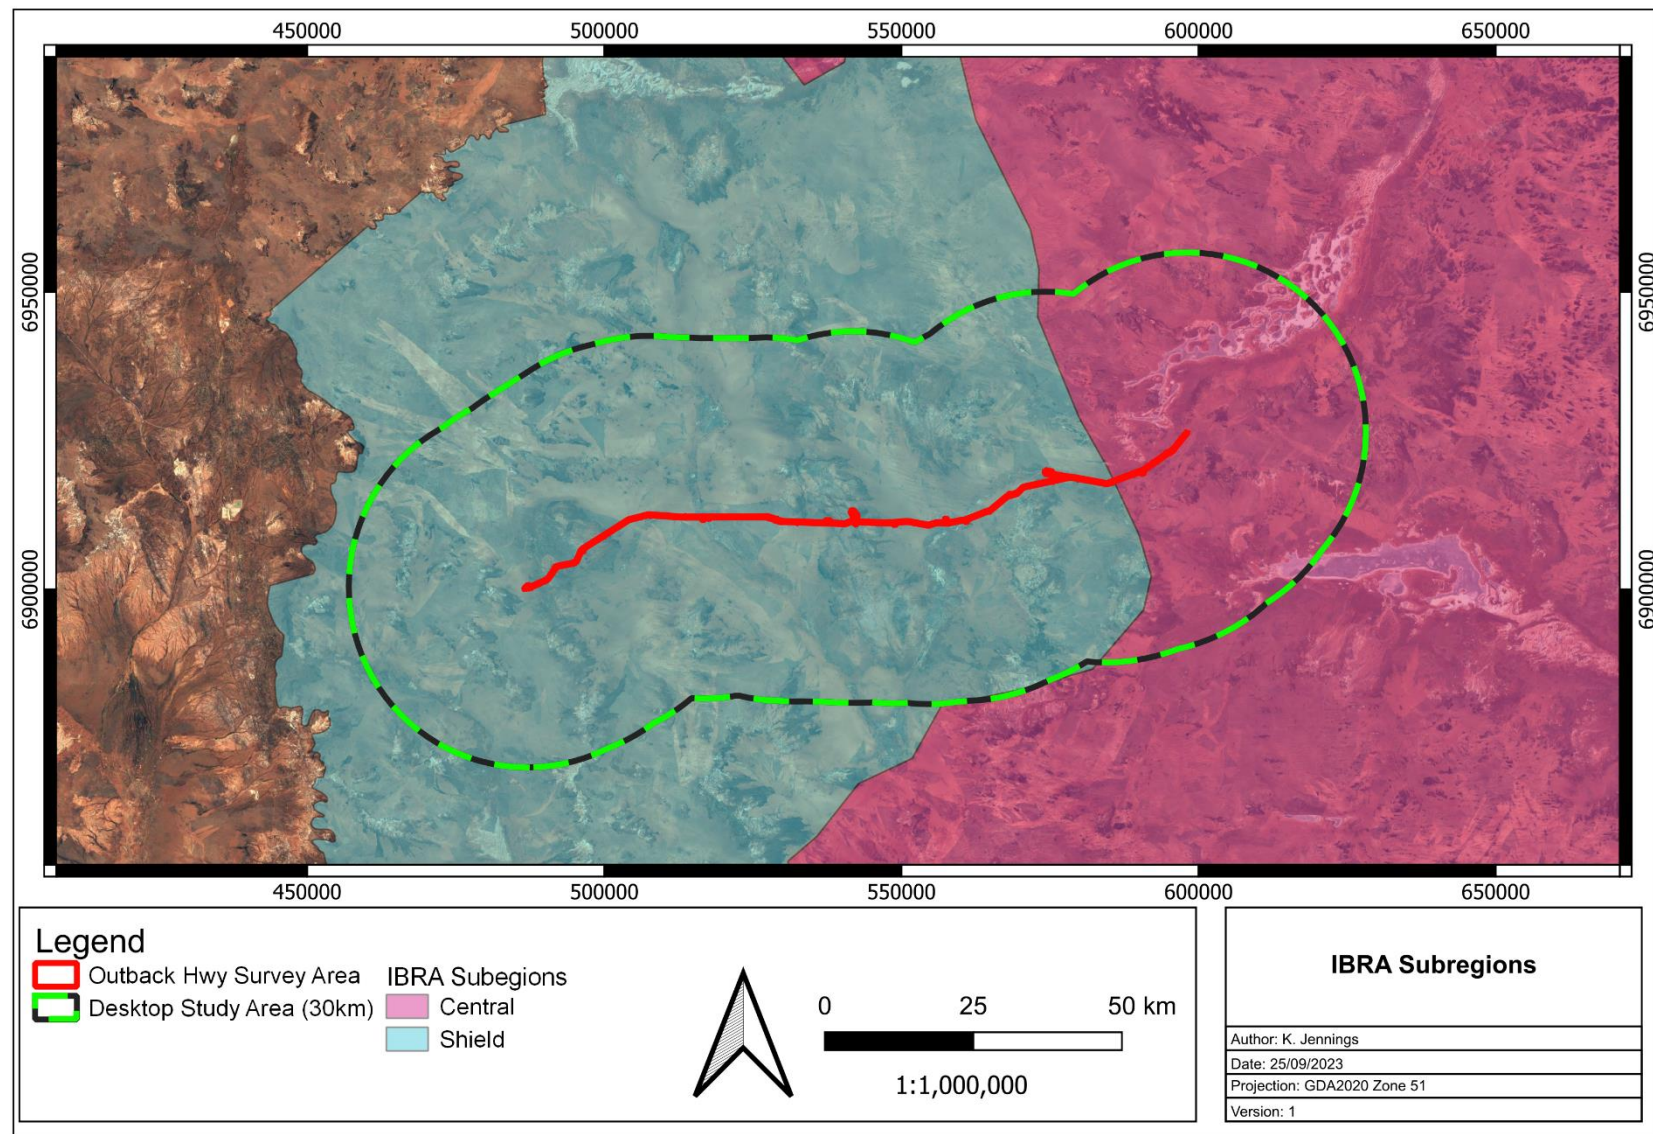 450000 500000 550000 600000 650000
6950000 6950000
6900000 6900000
450000 500000 550000 600000 650000
Legend
Outback Hwy Survey Area
Desktop Study Area (30km)
IBRA Subegions
Central
Shield
0 25 50 km
1:1,000,000
IBRA Subregions
Author: K. Jennings
Date: 25/09/2023
Projection: GDA2020 Zone 51
Version: 1